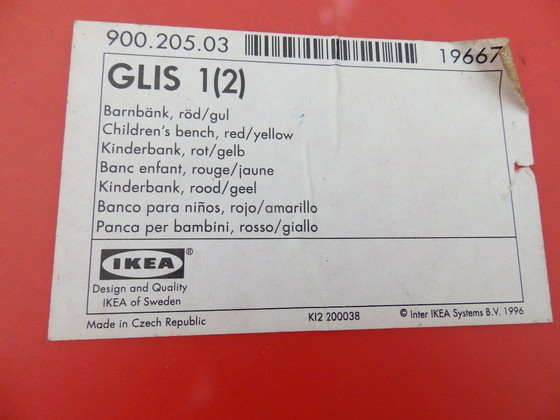 900.205.03 19667
GLIS 1(2)
Barnbänk, röd/gul
Children's bench, red/yellow
Kinderbank, rot/gelb
Banc enfant, rouge/jaune
Kinderbank, rood/geel
Banco para niños, rojo/amarillo
Panca per bambini, rosso/giallo
IKEA®
Design and Quality
IKEA of Sweden
Made in Czech Republic KI2 200038 © Inter IKEA Systems B.V. 1996